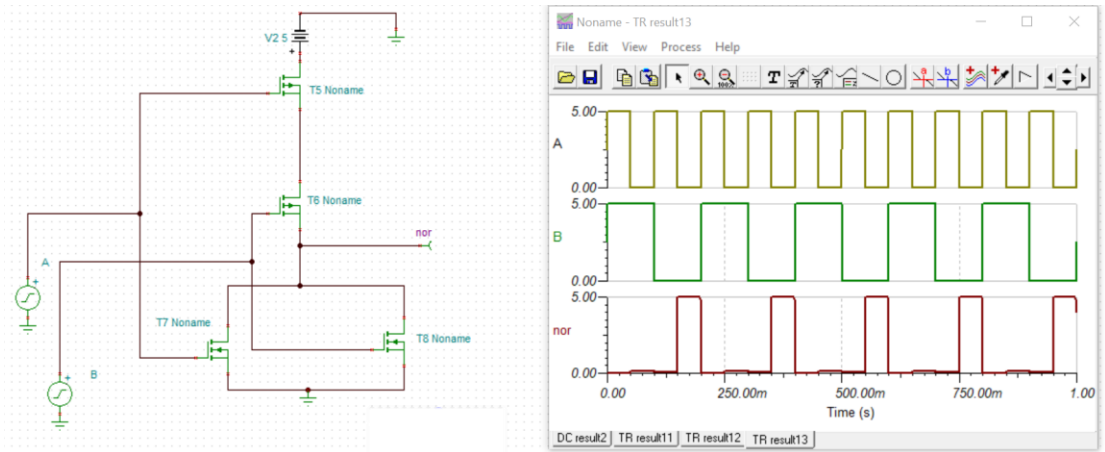 V2 5
+
T5 Noname
T6 Noname
nor
A
+
T7 Noname
T8 Noname
B
+
Noname - TR result13
File Edit View Process Help
T
100%
a
b
5.00
A
0.00
5.00
B
0.00
5.00
nor
0.00
0.00 250.00m 500.00m 750.00m 1.00
Time (s)
DC result2 TR result11 TR result12 TR result13